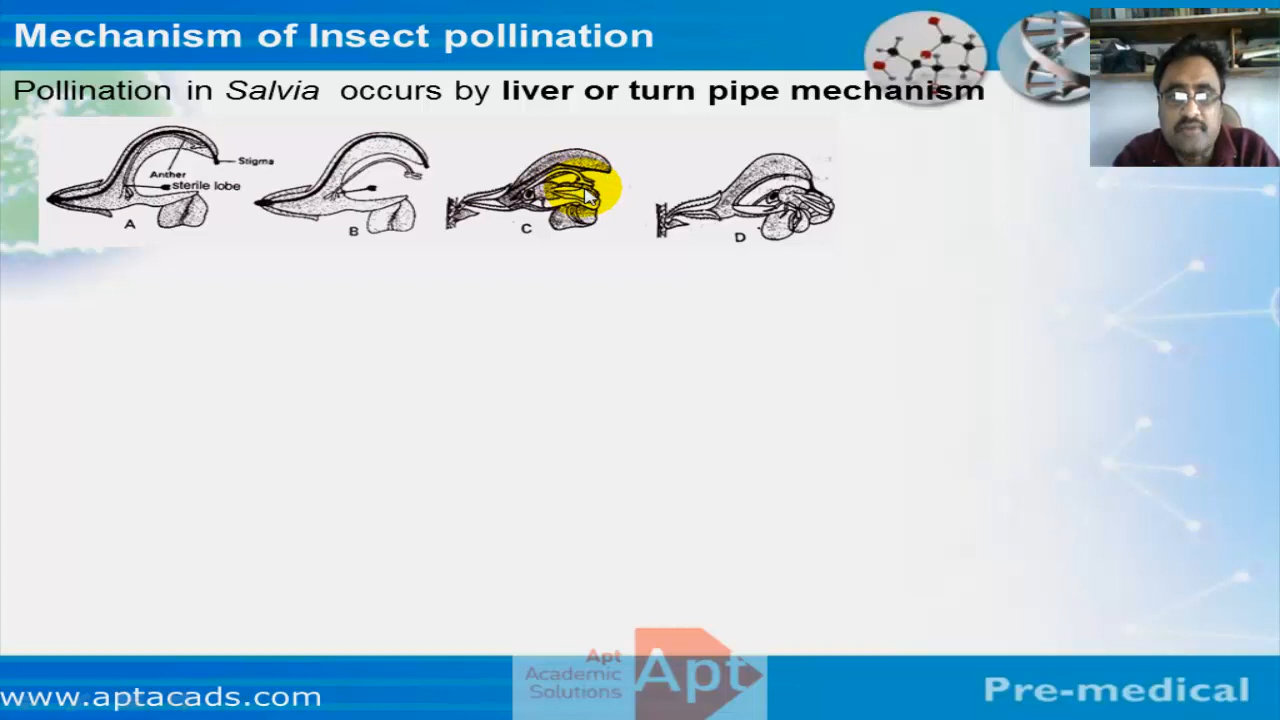 Mechanism of Insect pollination
Pollination in Salvia occurs by liver or turn pipe mechanism
Stigma
Anther
sterile lobe
A
B
C
D
Apt
Academic
Solutions
Apt
www.aptacads.com
Pre-medical